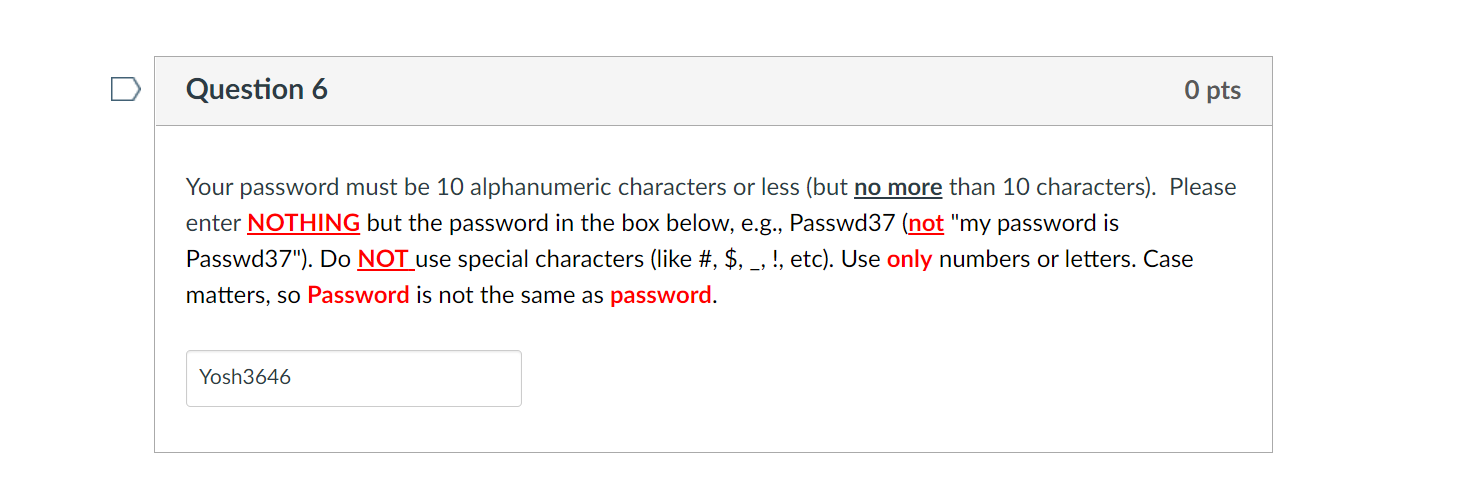 Question 6
0 pts
Your password must be 10 alphanumeric characters or less (but no more than 10 characters).  Please
enter NOTHING but the password in the box below, e.g., Passwd37 (not "my password is
Passwd37"). Do NOT use special characters (like #, $, _, !, etc). Use only numbers or letters. Case
matters, so Password is not the same as password.
Yosh3646